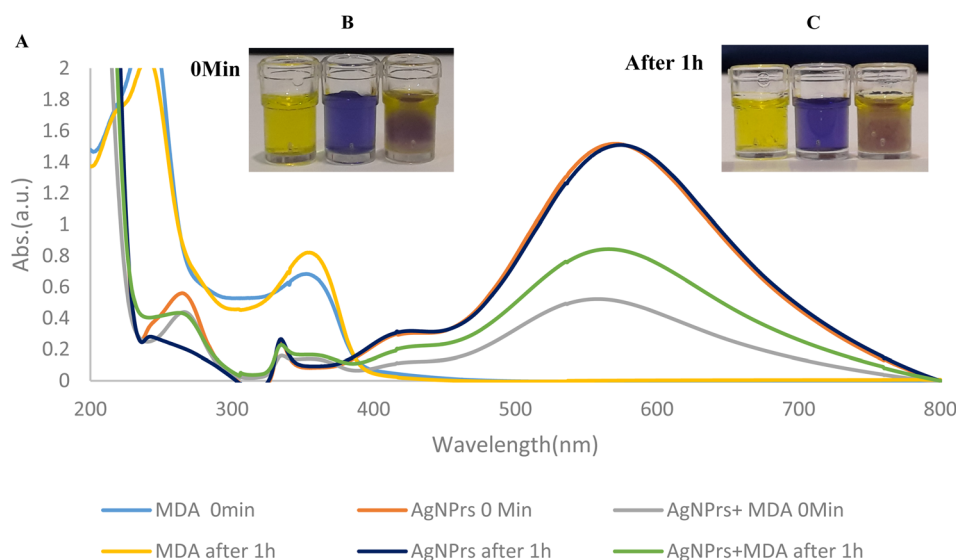 A
B
C
0Min
After 1h
2
1.8
1.6
1.4
1.2
1
0.8
0.6
0.4
0.2
0
Abs.(a.u.)
200 300 400 500 600 700 800
Wavelength(nm)
MDA 0min
AgNPrs 0 Min
AgNPrs+ MDA 0Min
MDA after 1h
AgNPrs after 1h
AgNPrs+MDA after 1h